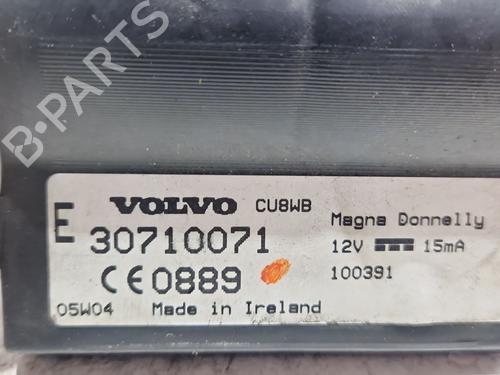 B-PARTS
VOLVO CU8WB
E 30710071
CE0889
05W04 Made in Ireland
Magna Donnelly
12V 15mA
100391